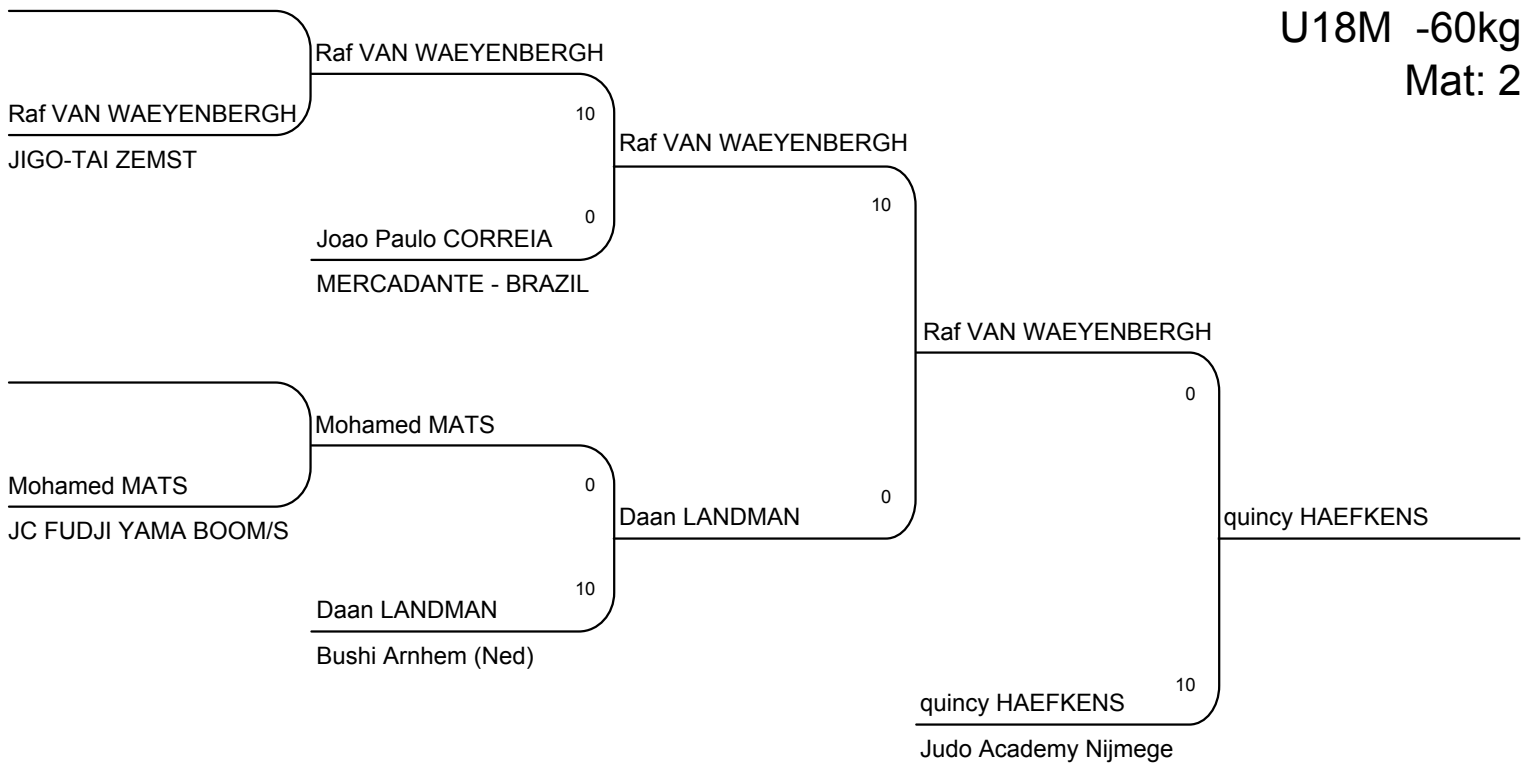 U18M -60kg
Mat: 2
Raf VAN WAEYENBERGH
Raf VAN WAEYENBERGH
JIGO-TAI ZEMST
10
0
Joao Paulo CORREIA
MERCADANTE - BRAZIL
Raf VAN WAEYENBERGH
10
Raf VAN WAEYENBERGH
0
Mohamed MATS
Mohamed MATS
JC FUDJI YAMA BOOM/S
0
10
Daan LANDMAN
Bushi Arnhem (Ned)
Daan LANDMAN
0
quincy HAEFKENS
10
quincy HAEFKENS
Judo Academy Nijmege